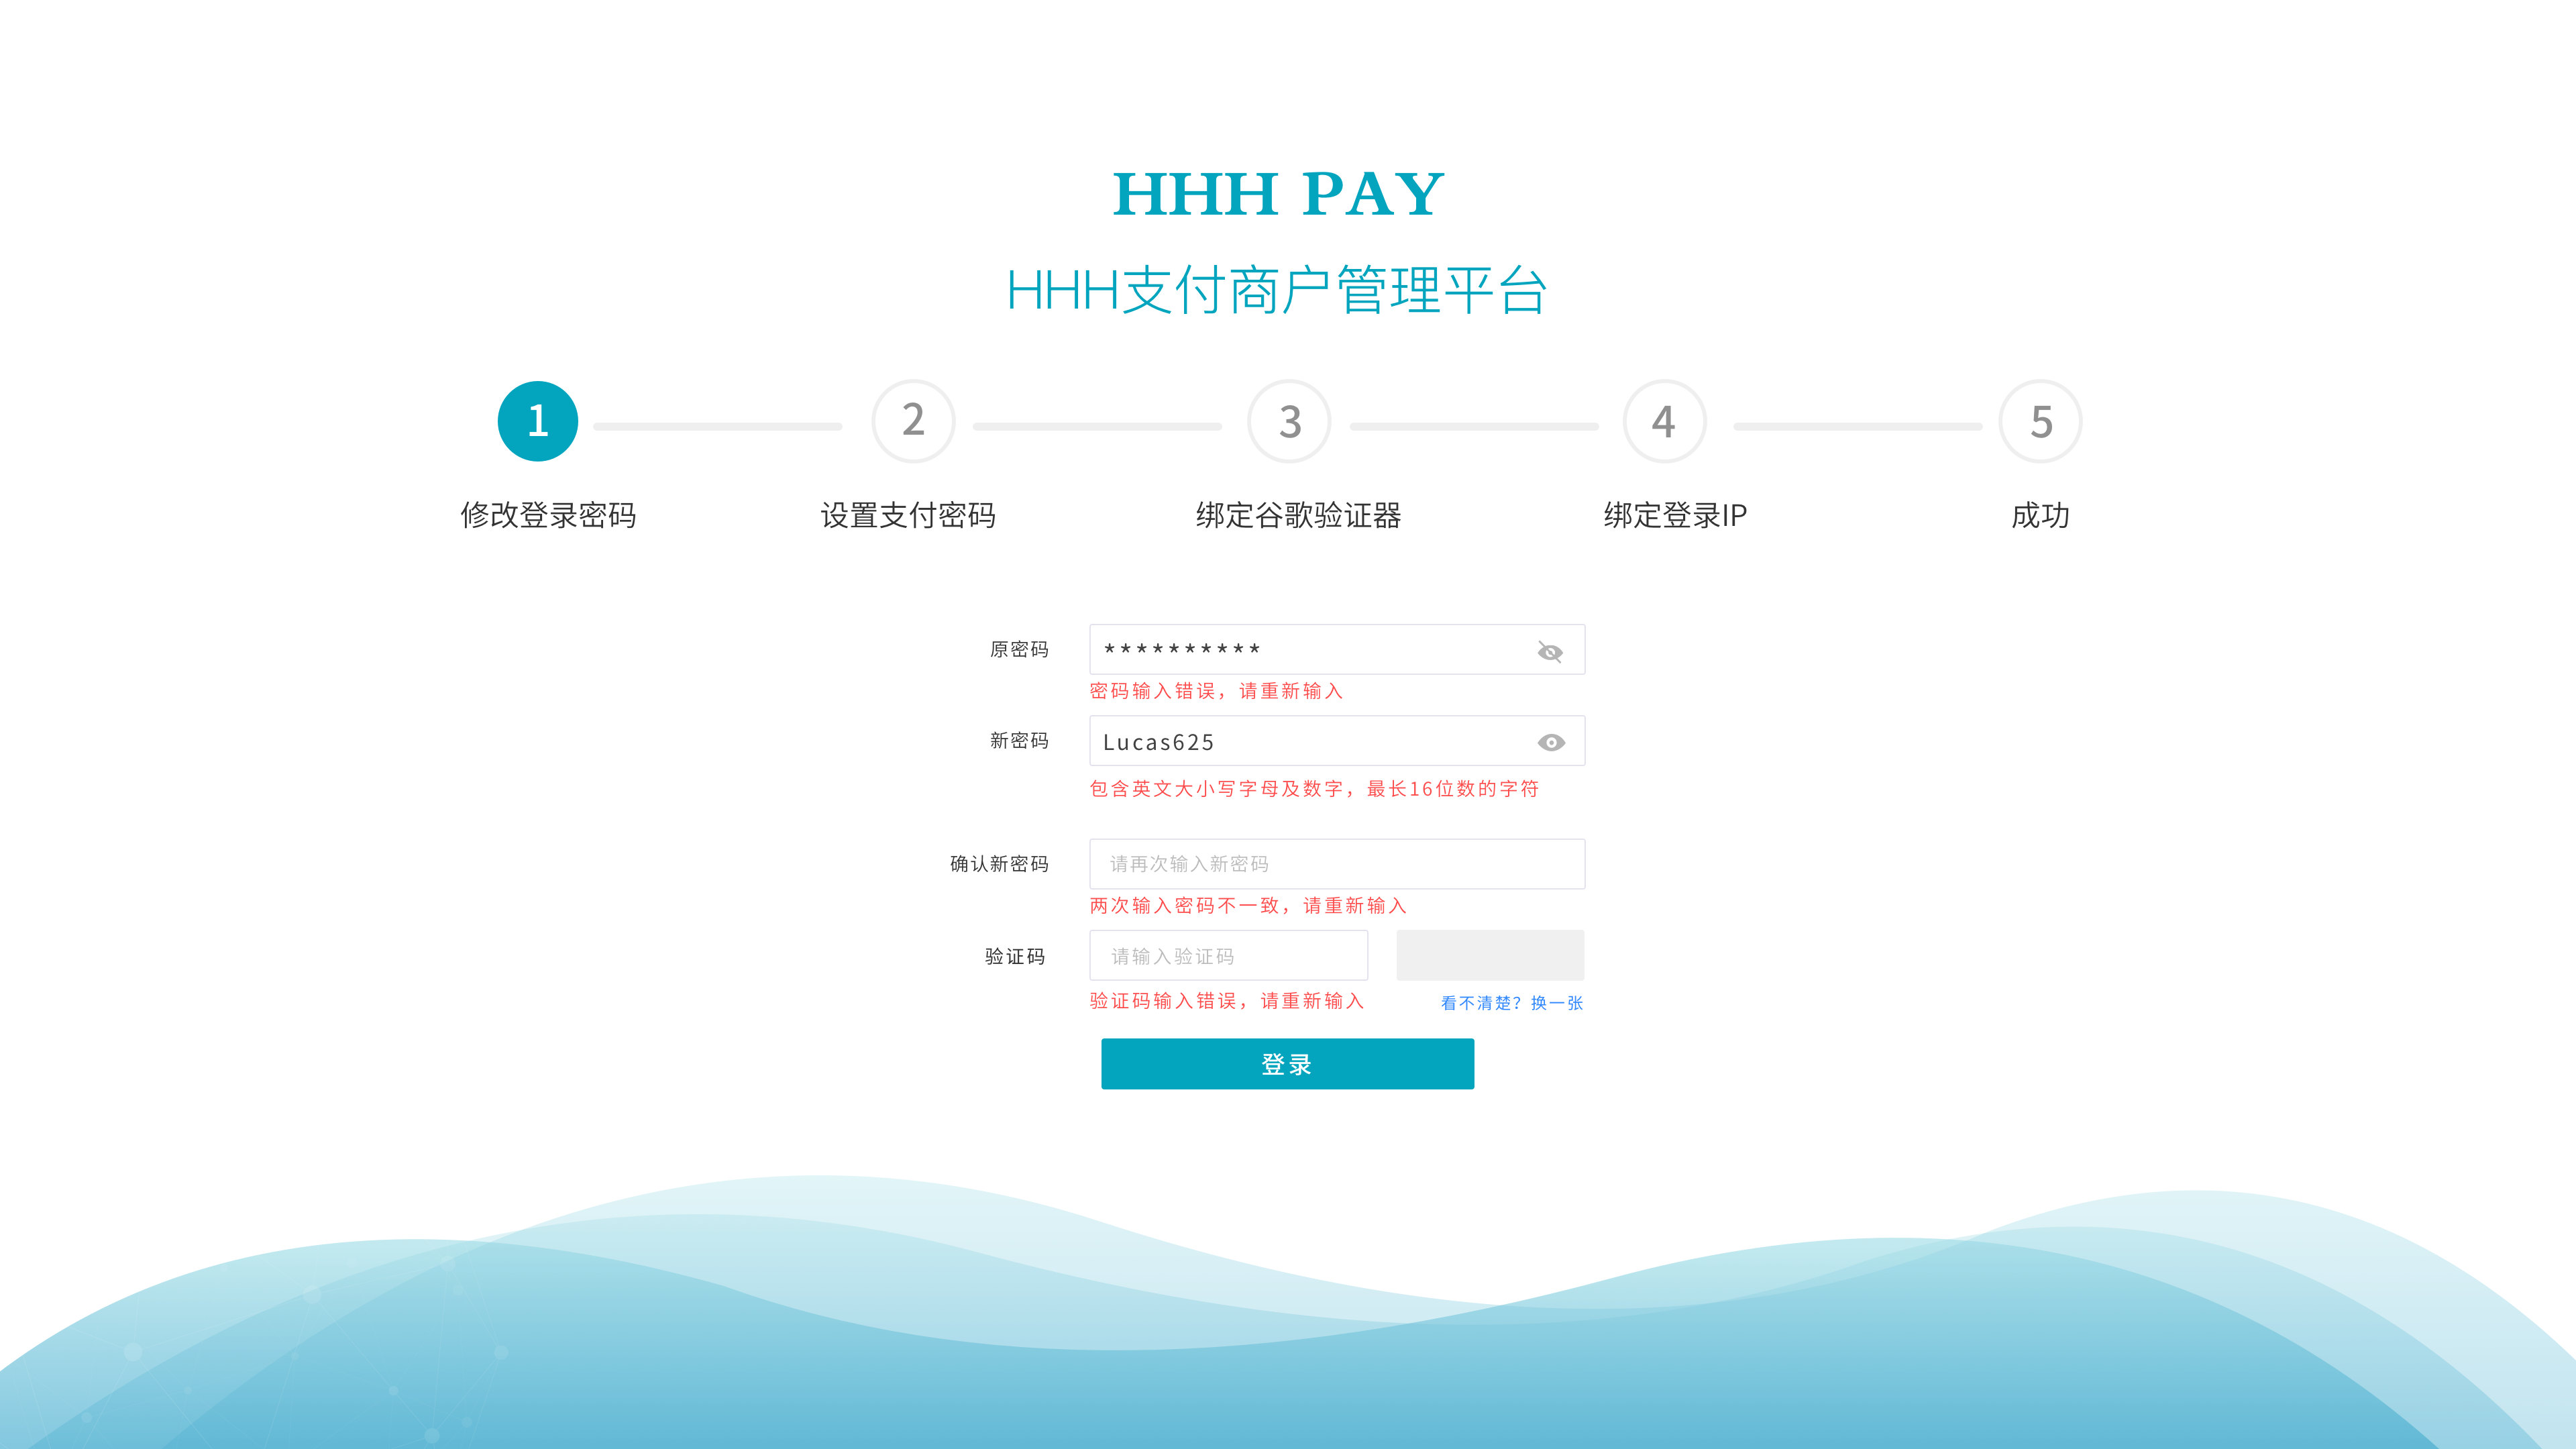 HHH PAY
HHH支付商户管理平台
1 2 3 4 5
修改登录密码 设置支付密码 绑定谷歌验证器 绑定登录IP 成功
原密码 **********
密码输入错误，请重新输入
新密码 Lucas625
包含英文大小写字母及数字，最长16位数的字符
确认新密码 请再次输入新密码
两次输入密码不一致，请重新输入
验证码 请输入验证码
验证码输入错误，请重新输入 看不清楚？换一张
登录